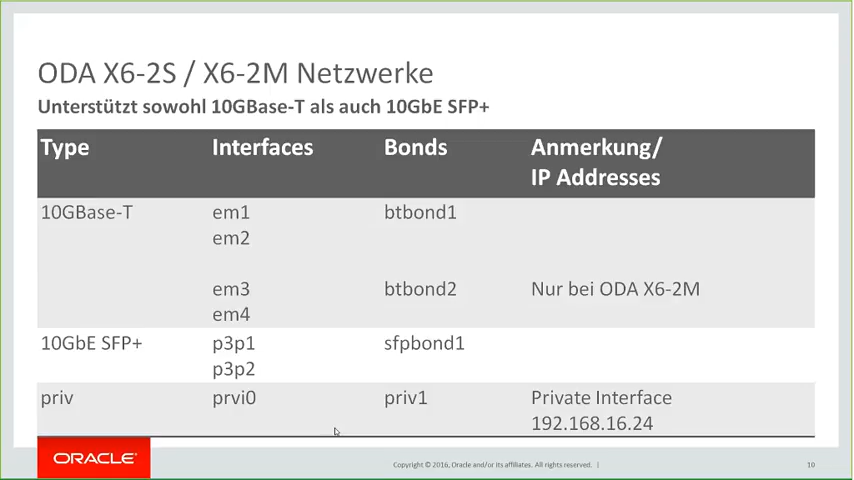 ODA X6-2S / X6-2M Netzwerke
Unterstützt sowohl 10GBase-T als auch 10GbE SFP+
Type Interfaces Bonds Anmerkung/
IP Addresses
10GBase-T em1 btbond1
em2
em3 btbond2 Nur bei ODA X6-2M
em4
10GbE SFP+ p3p1 sfpbond1
p3p2
priv prvi0 priv1 Private Interface
192.168.16.24
ORACLE
Copyright © 2016, Oracle and/or its affiliates. All rights reserved. |
10